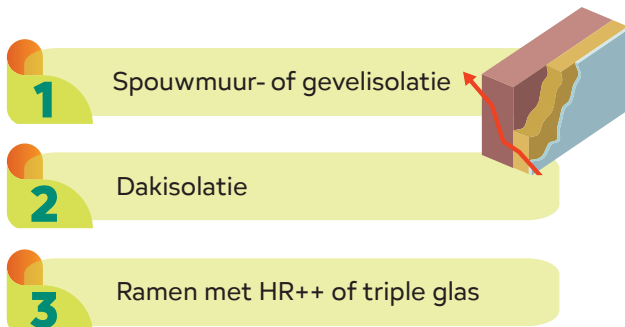 1 Spouwmuur- of gevelisolatie
2 Dakisolatie
3 Ramen met HR++ of triple glas